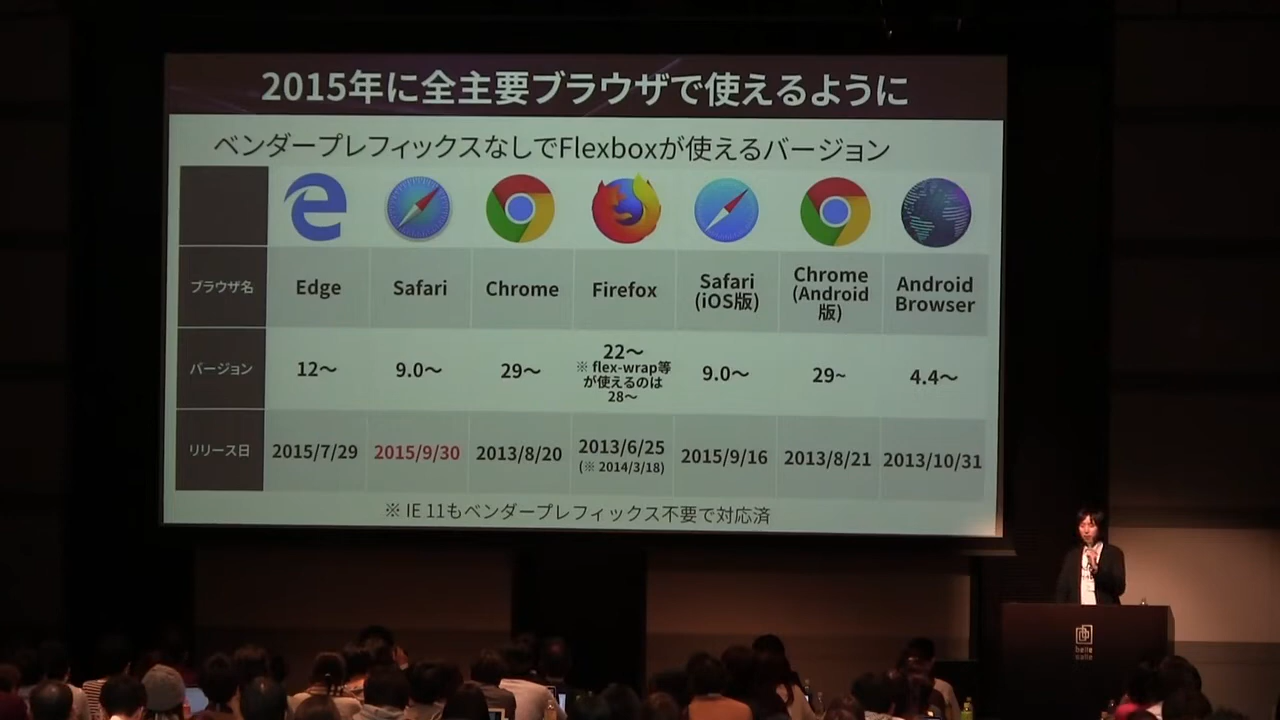 2015年に全主要ブラウザで使えるように
ベンダープレフィックスなしでFlexboxが使えるバージョン
ブラウザ名
Edge
Safari
Chrome
Firefox
Safari
(iOS版)
Chrome
(Android
版)
Android
Browser
バージョン
12〜
9.0〜
29〜
22〜
※ flex-wrap等
が使えるのは
28〜
9.0〜
29~
4.4〜
リリース日
2015/7/29
2015/9/30
2013/8/20
2013/6/25
(※ 2014/3/18)
2015/9/16
2013/8/21
2013/10/31
※ IE 11もベンダープレフィックス不要で対応済
belle
salle